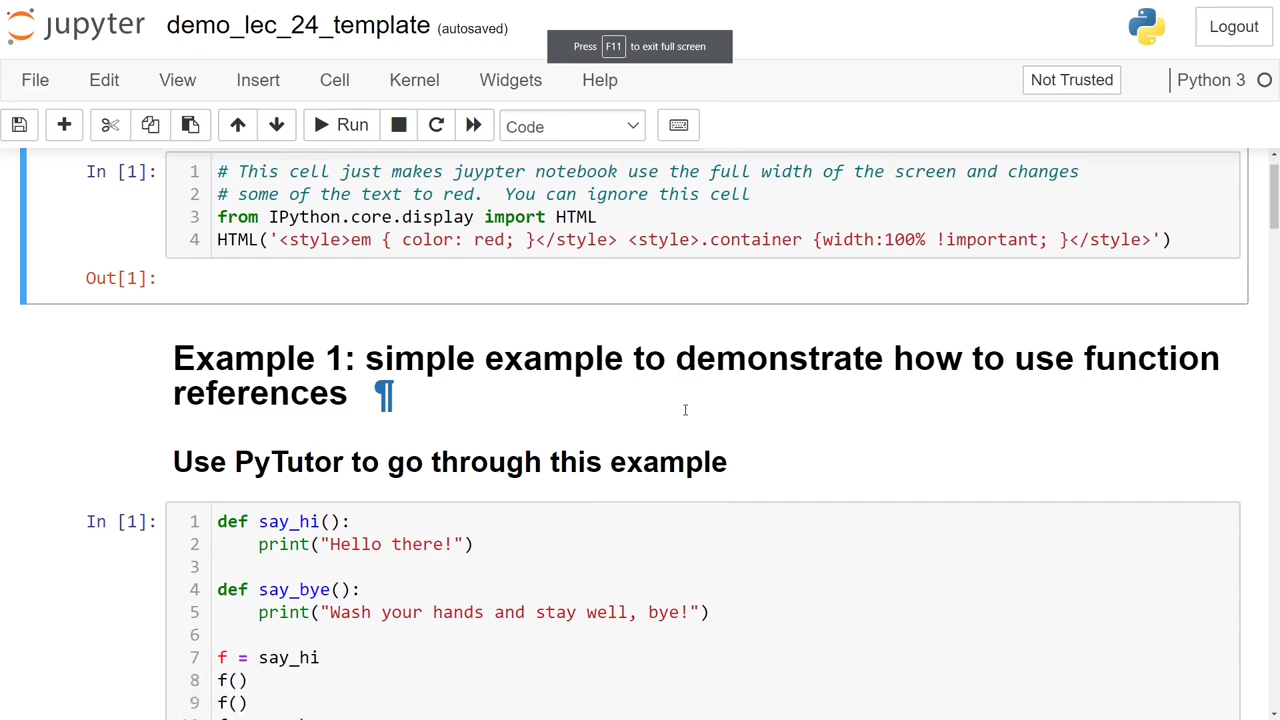 jupyter demo_lec_24_template (autosaved)
Press F11 to exit full screen
Logout
File Edit View Insert Cell Kernel Widgets Help
Not Trusted Python 3
Run Code
In [1]:
1 # This cell just makes juypter notebook use the full width of the screen and changes
2 # some of the text to red.  You can ignore this cell
3 from IPython.core.display import HTML
4 HTML('<style>em { color: red; }</style> <style>.container {width:100% !important; }</style>')
Out[1]:
Example 1: simple example to demonstrate how to use function
references ¶
Use PyTutor to go through this example
In [1]:
1 def say_hi():
2     print("Hello there!")
3
4 def say_bye():
5     print("Wash your hands and stay well, bye!")
6
7 f = say_hi
8 f()
9 f()